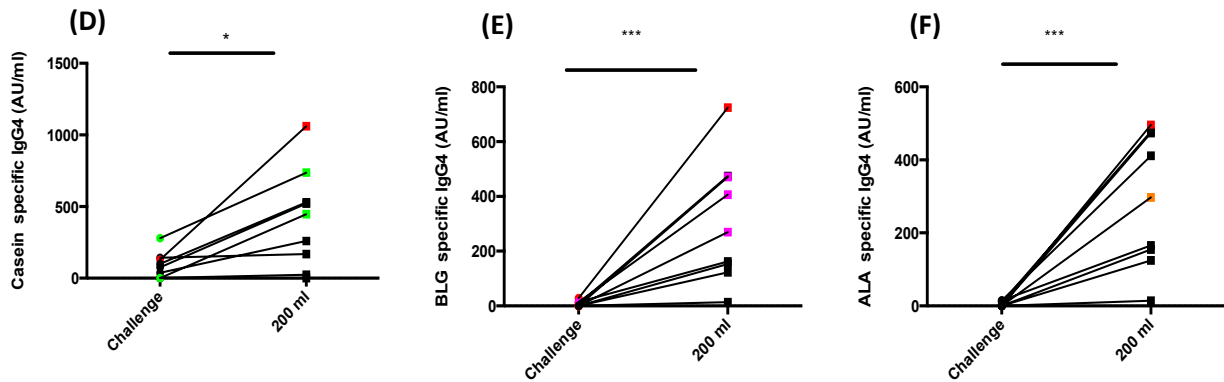 (D)
*
Casein specific IgG4 (AU/ml)
1500
1000
500
0
Challenge
200 ml
(E)
***
BLG specific IgG4 (AU/ml)
800
600
400
200
0
Challenge
200 ml
(F)
***
ALA specific IgG4 (AU/ml)
600
400
200
0
Challenge
200 ml